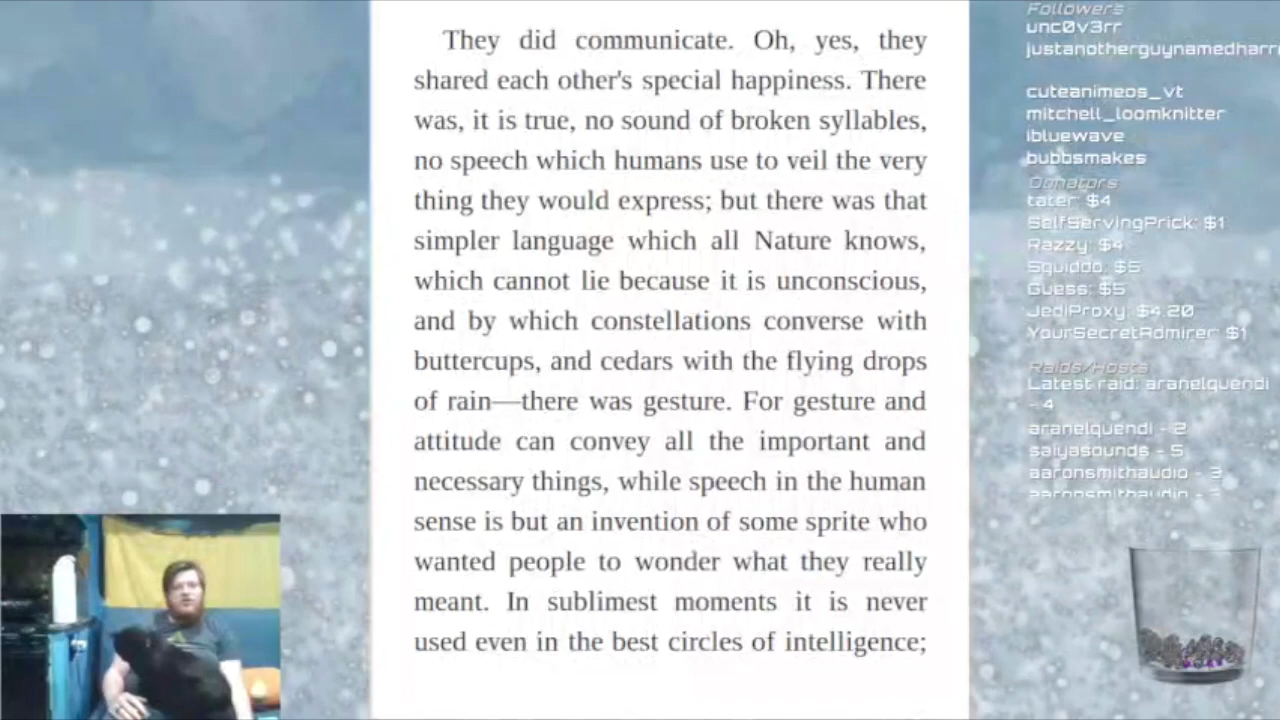 They did communicate. Oh, yes, they
shared each other's special happiness. There
was, it is true, no sound of broken syllables,
no speech which humans use to veil the very
thing they would express; but there was that
simpler language which all Nature knows,
which cannot lie because it is unconscious,
and by which constellations converse with
buttercups, and cedars with the flying drops
of rain—there was gesture. For gesture and
attitude can convey all the important and
necessary things, while speech in the human
sense is but an invention of some sprite who
wanted people to wonder what they really
meant. In sublimest moments it is never
used even in the best circles of intelligence;
Followers
unc0v3rr
justanotherguynamedharr
cuteanimeos_vt
mitchell_loomknitter
ibluewave
bubbsmakes
Donators
tater: $4
SelfServingPrick: $1
Razzy: $4
Squiddo: $5
Guess: $5
JediProxy: $4.20
YourSecretAdmirer: $1
Raids/Hosts
Latest raid: aranelquendi
- 4
aranelquendi - 2
saiyasounds - 5
aaronsmithaudio - 3